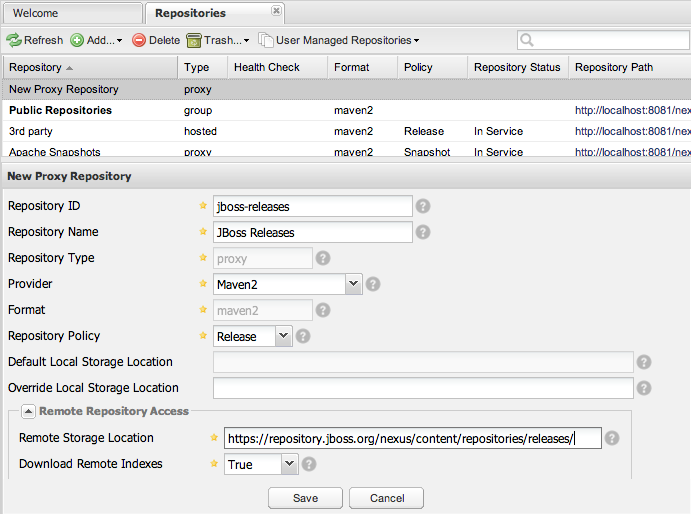 Welcome Repositories
Refresh Add... Delete Trash... User Managed Repositories
Repository Type Health Check Format Policy Repository Status Repository Path
New Proxy Repository proxy
Public Repositories group maven2 http://localhost:8081/nex
3rd party hosted maven2 Release In Service http://localhost:8081/nex
Apache Snapshots proxy maven2 Snapshot In Service http://localhost:8081/nex
New Proxy Repository
Repository ID jboss-releases
Repository Name JBoss Releases
Repository Type proxy
Provider Maven2
Format maven2
Repository Policy Release
Default Local Storage Location
Override Local Storage Location
Remote Repository Access
Remote Storage Location https://repository.jboss.org/nexus/content/repositories/releases/
Download Remote Indexes True
Save Cancel